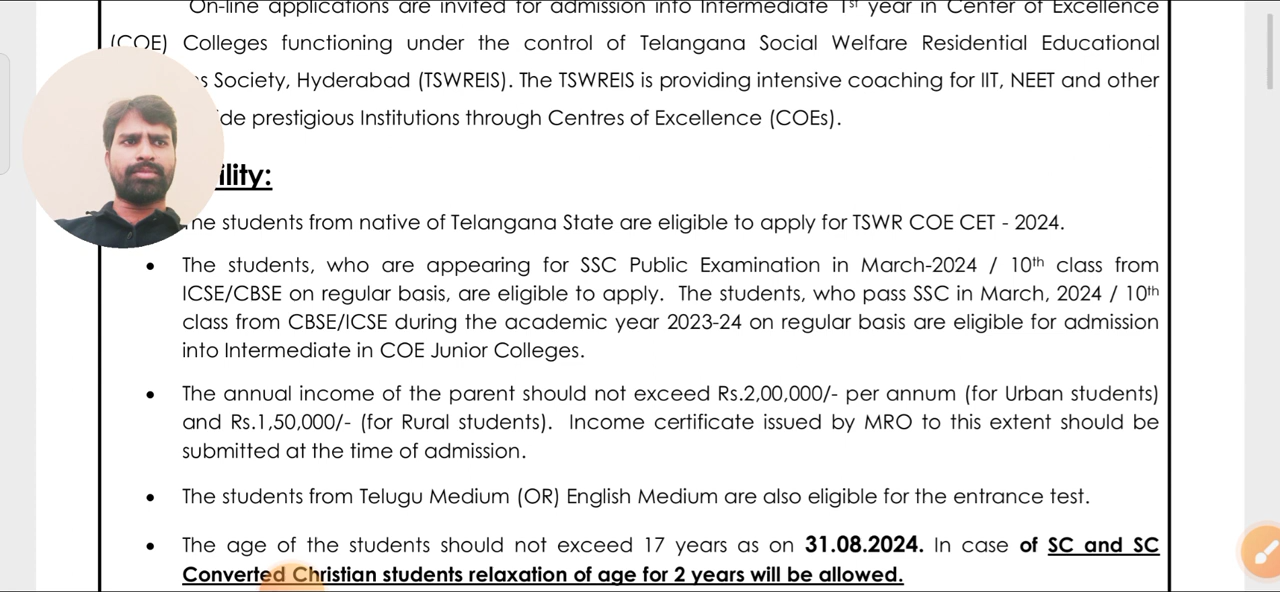 On-line applications are invited for admission into Intermediate 1st year in Center of Excellence
(COE) Colleges functioning under the control of Telangana Social Welfare Residential Educational
Society, Hyderabad (TSWREIS). The TSWREIS is providing intensive coaching for IIT, NEET and other
prestigious Institutions through Centres of Excellence (COEs).
students from native of Telangana State are eligible to apply for TSWR COE CET - 2024.
• The students, who are appearing for SSC Public Examination in March-2024 / 10th class from
ICSE/CBSE on regular basis, are eligible to apply. The students, who pass SSC in March, 2024 / 10th
class from CBSE/ICSE during the academic year 2023-24 on regular basis are eligible for admission
into Intermediate in COE Junior Colleges.
• The annual income of the parent should not exceed Rs.2,00,000/- per annum (for Urban students)
and Rs.1,50,000/- (for Rural students). Income certificate issued by MRO to this extent should be
submitted at the time of admission.
• The students from Telugu Medium (OR) English Medium are also eligible for the entrance test.
• The age of the students should not exceed 17 years as on 31.08.2024. In case of SC and SC
Converted Christian students relaxation of age for 2 years will be allowed.